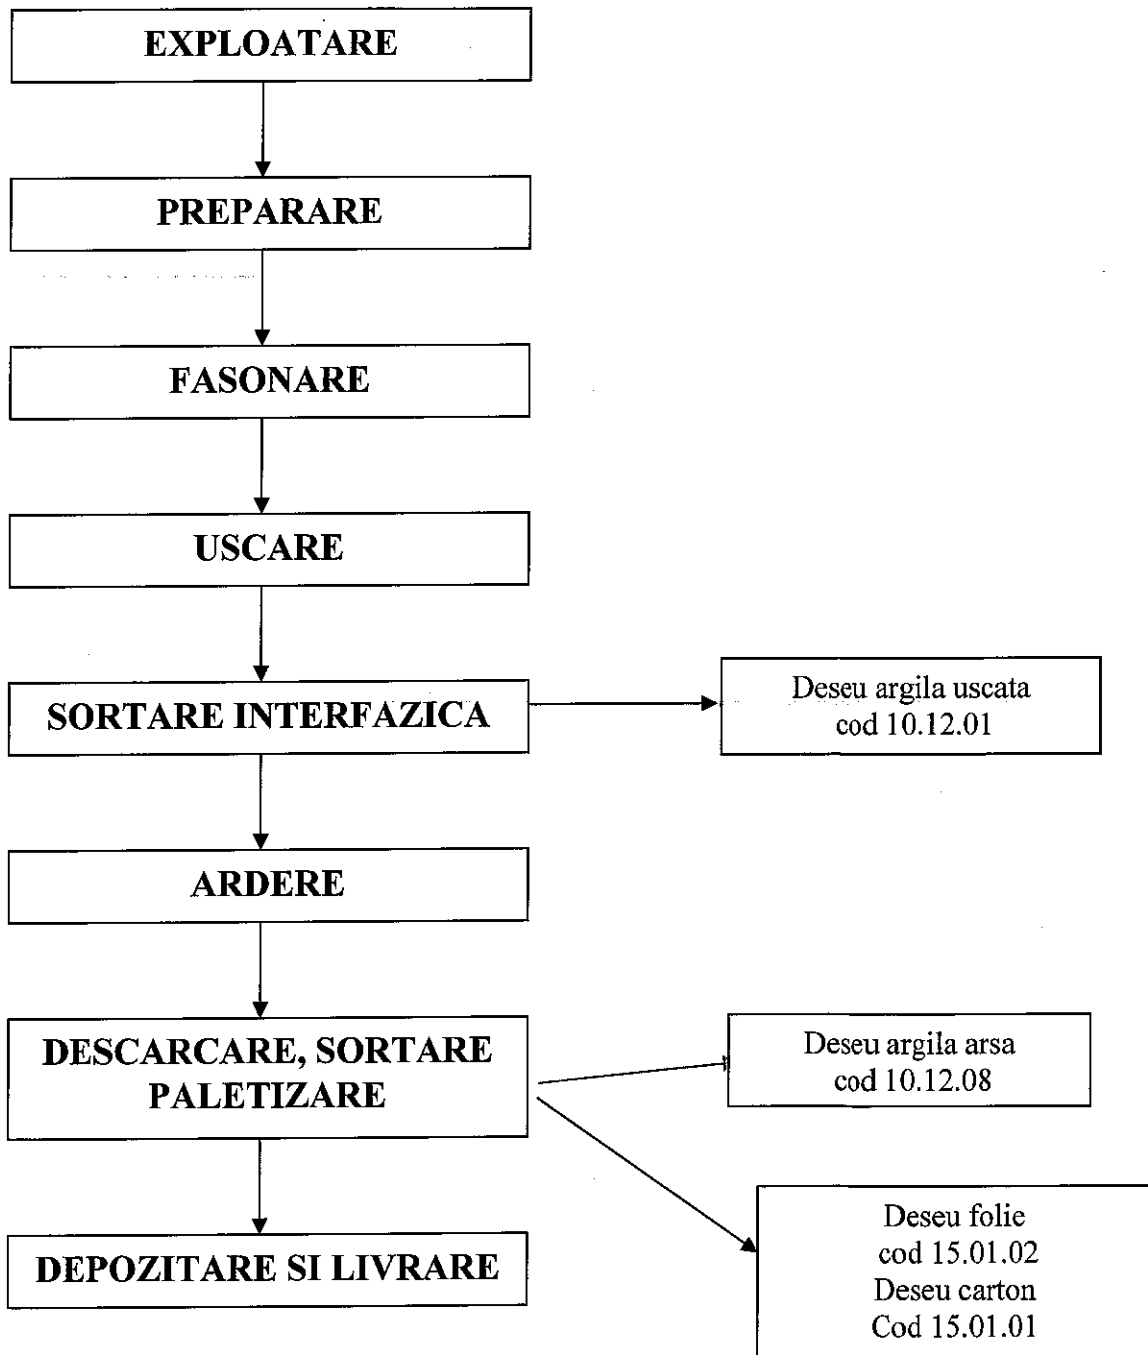 EXPLOATARE
PREPARARE
FASONARE
USCARE
SORTARE INTERFAZICA
Deseu argila uscata
cod 10.12.01
ARDERE
DESCARCARE, SORTARE
PALETIZARE
Deseu argila arsa
cod 10.12.08
DEPOZITARE SI LIVRARE
Deseu folie
cod 15.01.02
Deseu carton
Cod 15.01.01